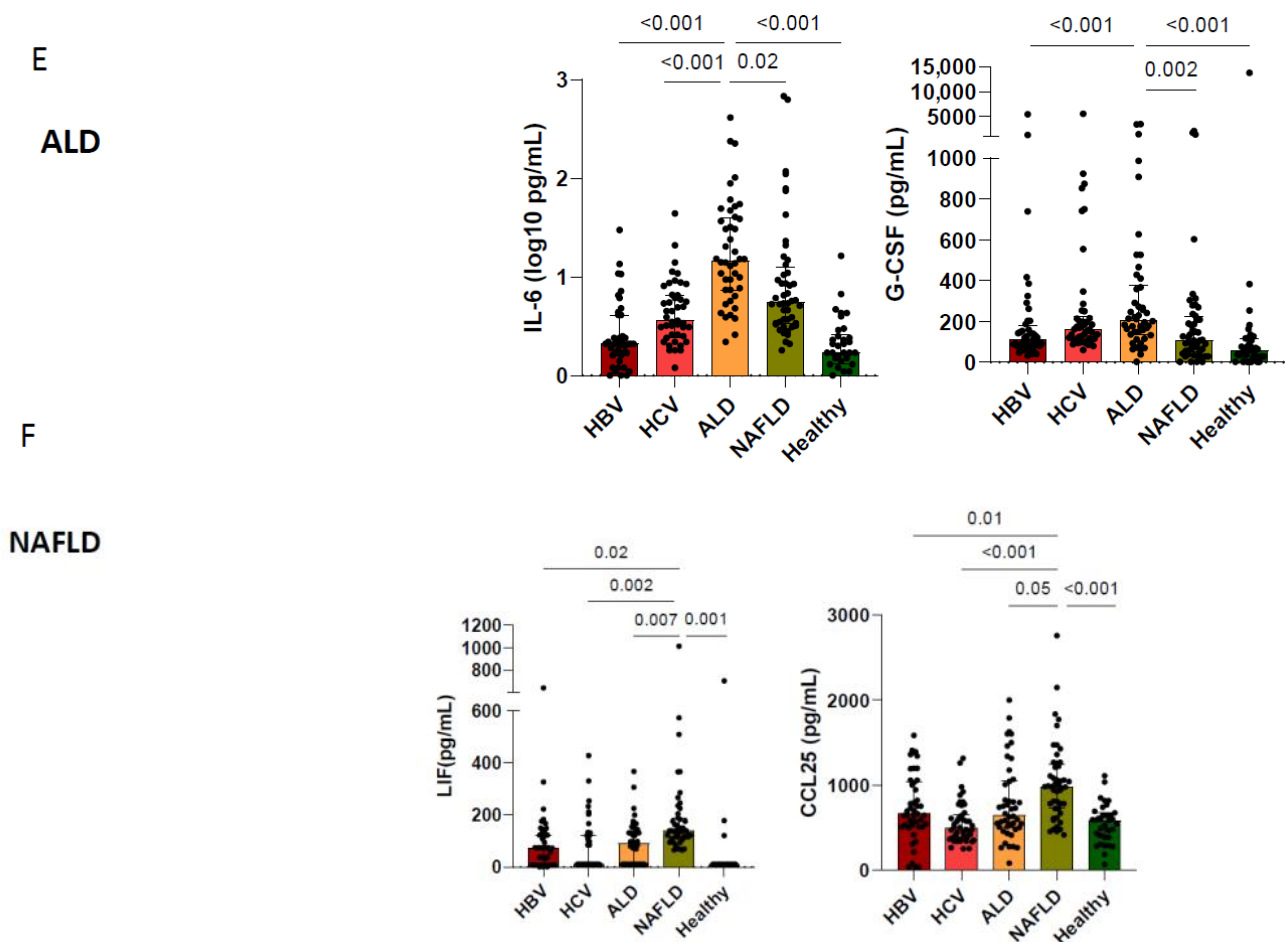 E
ALD
<0.001 <0.001
<0.001 0.02
IL-6 (log10 pg/mL)
3
2
1
0
HBV HCV ALD NAFLD Healthy
<0.001 <0.001
0.002
G-CSF (pg/mL)
15,000
10,000
5000
1000
800
600
400
200
0
HBV HCV ALD NAFLD Healthy
F
NAFLD
0.02
0.002
0.007 0.001
LIF(pg/mL)
1200
1000
800
600
400
200
0
HBV HCV ALD NAFLD Healthy
0.01
<0.001
0.05 <0.001
CCL25 (pg/mL)
3000
2000
1000
0
HBV HCV ALD NAFLD Healthy